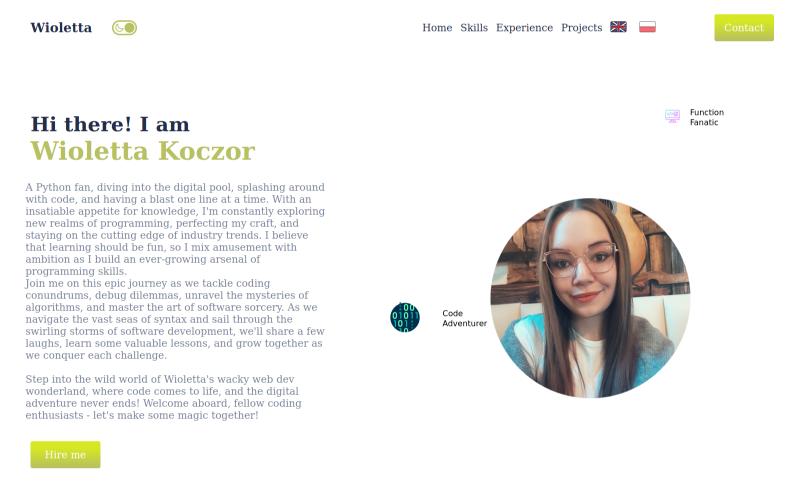 Wioletta
Home Skills Experience Projects
Contact
Function
Fanatic
Hi there! I am
Wioletta Koczor
A Python fan, diving into the digital pool, splashing around
with code, and having a blast one line at a time. With an
insatiable appetite for knowledge, I'm constantly exploring
new realms of programming, perfecting my craft, and
staying on the cutting edge of industry trends. I believe
that learning should be fun, so I mix amusement with
ambition as I build an ever-growing arsenal of
programming skills.
Join me on this epic journey as we tackle coding
conundrums, debug dilemmas, unravel the mysteries of
algorithms, and master the art of software sorcery. As we
navigate the vast seas of syntax and sail through the
swirling storms of software development, we'll share a few
laughs, learn some valuable lessons, and grow together as
we conquer each challenge.
Step into the wild world of Wioletta's wacky web dev
wonderland, where code comes to life, and the digital
adventure never ends! Welcome aboard, fellow coding
enthusiasts - let's make some magic together!
Code
Adventurer
Hire me